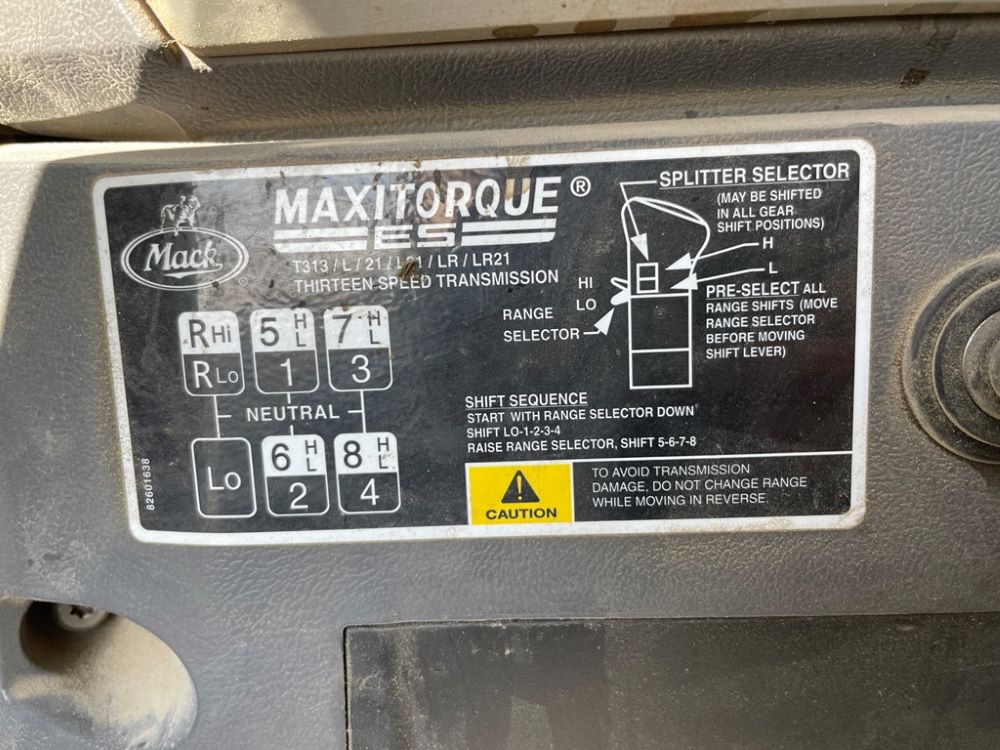 Mack ®
MAXITORQUE ®
ES
T313 / L / 21 / L21 / LR / LR21
THIRTEEN SPEED TRANSMISSION
R Hi 5 H L 7 H L
R Lo 1 3
NEUTRAL
6 H L 8 H L
Lo 2 4
82601638
SPLITTER SELECTOR
(MAY BE SHIFTED
IN ALL GEAR
SHIFT POSITIONS)
H
L
HI
LO
RANGE
SELECTOR
PRE-SELECT ALL
RANGE SHIFTS (MOVE
RANGE SELECTOR
BEFORE MOVING
SHIFT LEVER)
SHIFT SEQUENCE
START WITH RANGE SELECTOR DOWN
SHIFT LO-1-2-3-4
RAISE RANGE SELECTOR, SHIFT 5-6-7-8
CAUTION
TO AVOID TRANSMISSION
DAMAGE, DO NOT CHANGE RANGE
WHILE MOVING IN REVERSE.